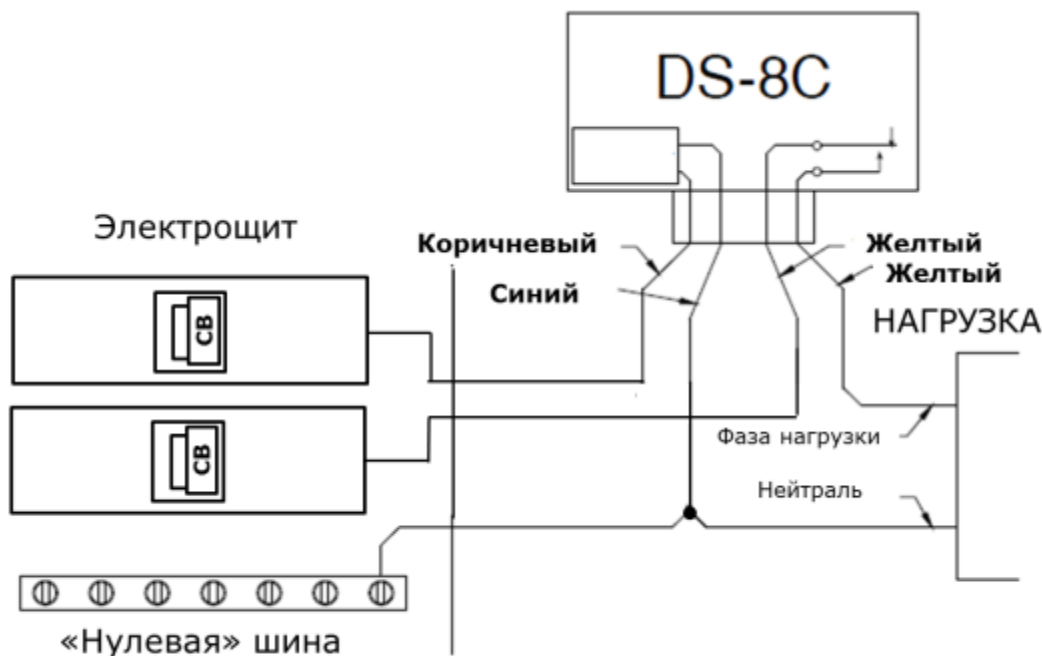 DS-8C
Электрощит
Коричневый
Желтый
Синий
Желтый
НАГРУЗКА
СВ
СВ
Фаза нагрузки
Нейтраль
«Нулевая» шина